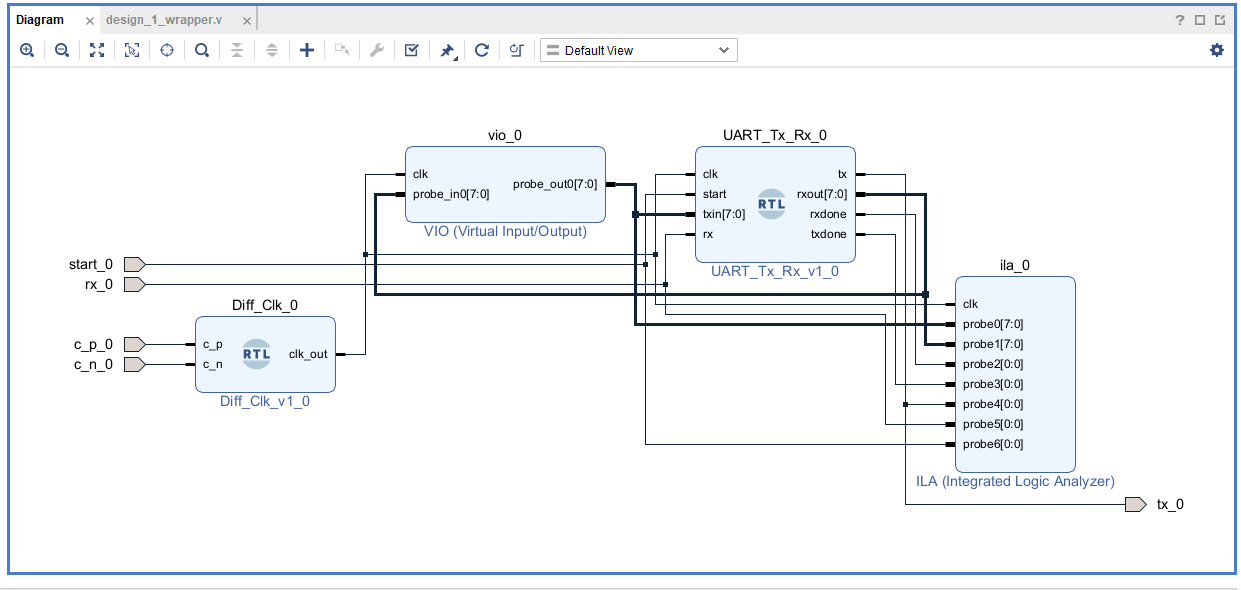 Diagram
design_1_wrapper.v
Default View
vio_0
clk
probe_in0[7:0]
probe_out0[7:0]
VIO (Virtual Input/Output)
UART_Tx_Rx_0
clk
start
txin[7:0]
rx
RTL
tx
rxout[7:0]
rxdone
txdone
UART_Tx_Rx_v1_0
start_0
rx_0
c_p_0
c_n_0
Diff_Clk_0
c_p
c_n
RTL
clk_out
Diff_Clk_v1_0
ila_0
clk
probe0[7:0]
probe1[7:0]
probe2[0:0]
probe3[0:0]
probe4[0:0]
probe5[0:0]
probe6[0:0]
ILA (Integrated Logic Analyzer)
tx_0